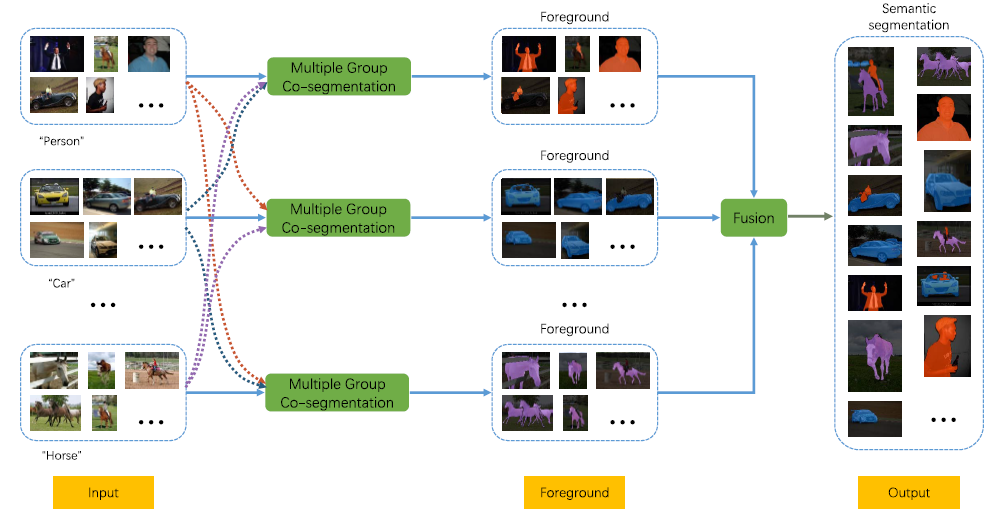 Foreground
Semantic
segmentation
Multiple Group
Co-segmentation
"Person"
Foreground
Multiple Group
Co-segmentation
Fusion
"Car"
•••
•••
Foreground
Multiple Group
Co-segmentation
"Horse"
Input
Foreground
Output